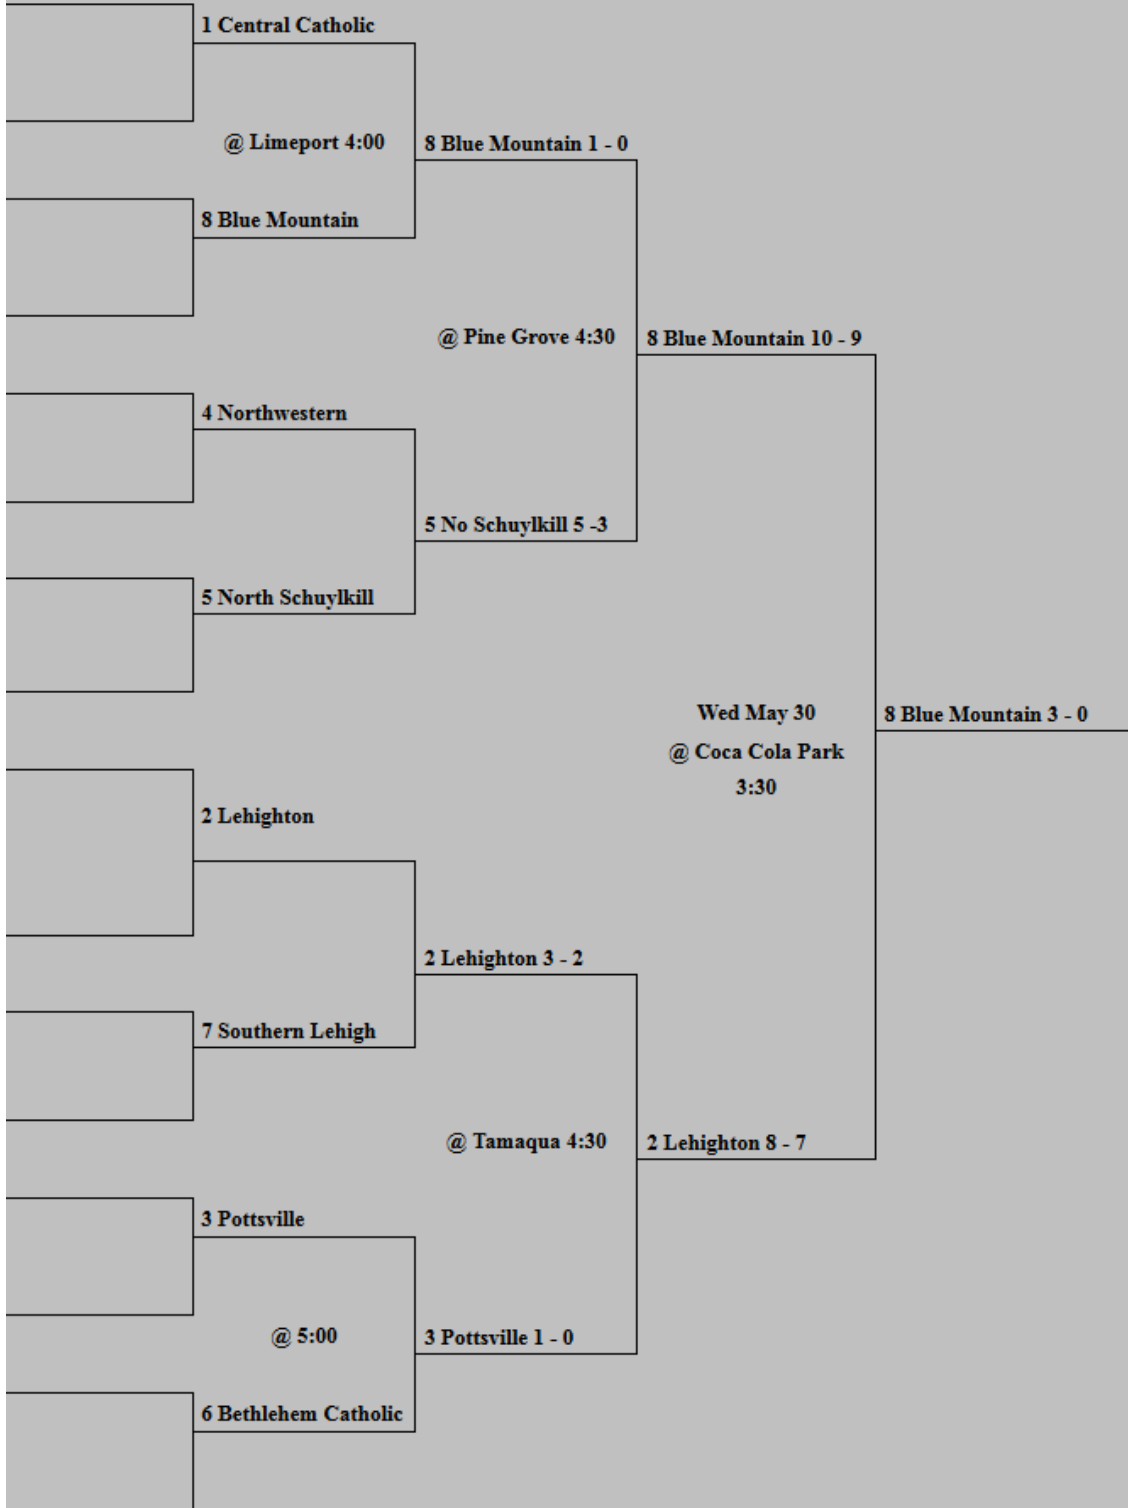 1 Central Catholic
@ Limeport 4:00
8 Blue Mountain 1 - 0
8 Blue Mountain
@ Pine Grove 4:30
8 Blue Mountain 10 - 9
4 Northwestern
5 No Schuylkill 5 -3
5 North Schuylkill
Wed May 30
@ Coca Cola Park
3:30
8 Blue Mountain 3 - 0
2 Lehighton
2 Lehighton 3 - 2
7 Southern Lehigh
@ Tamaqua 4:30
2 Lehighton 8 - 7
3 Pottsville
@ 5:00
3 Pottsville 1 - 0
6 Bethlehem Catholic